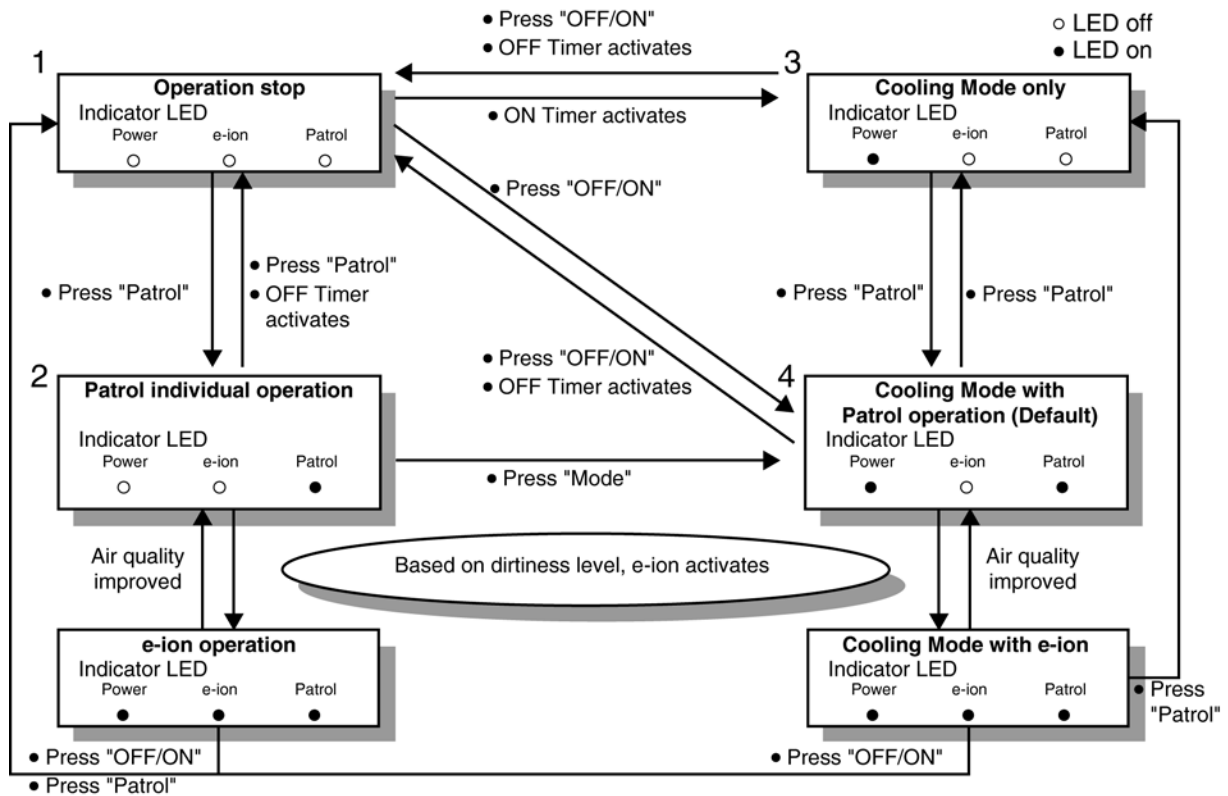 ● Press "OFF/ON"
● OFF Timer activates
○ LED off
● LED on
1
Operation stop
Indicator LED
Power e-ion Patrol
3
Cooling Mode only
Indicator LED
Power e-ion Patrol
● ON Timer activates
● Press "OFF/ON"
● Press "Patrol"
● Press "Patrol"
● OFF Timer
activates
● Press "Patrol"
● Press "Patrol"
● Press "OFF/ON"
● OFF Timer activates
2
Patrol individual operation
Indicator LED
Power e-ion Patrol
● Press "Mode"
4
Cooling Mode with
Patrol operation (Default)
Indicator LED
Power e-ion Patrol
Air quality
improved
Based on dirtiness level, e-ion activates
Air quality
improved
e-ion operation
Indicator LED
Power e-ion Patrol
Cooling Mode with e-ion
Indicator LED
Power e-ion Patrol
● Press
"Patrol"
● Press "OFF/ON"
● Press "Patrol"
● Press "OFF/ON"